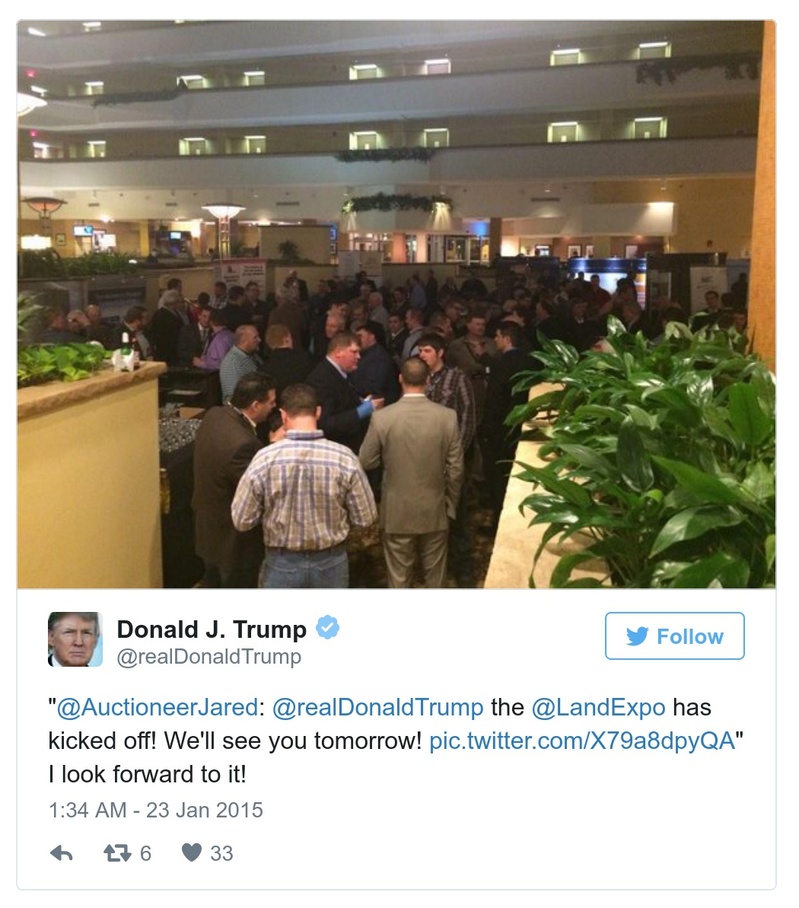 Donald J. Trump
@realDonaldTrump
Follow
"@AuctioneerJared: @realDonaldTrump the @LandExpo has
kicked off! We'll see you tomorrow! pic.twitter.com/X79a8dpyQA"
I look forward to it!
1:34 AM - 23 Jan 2015
6 33